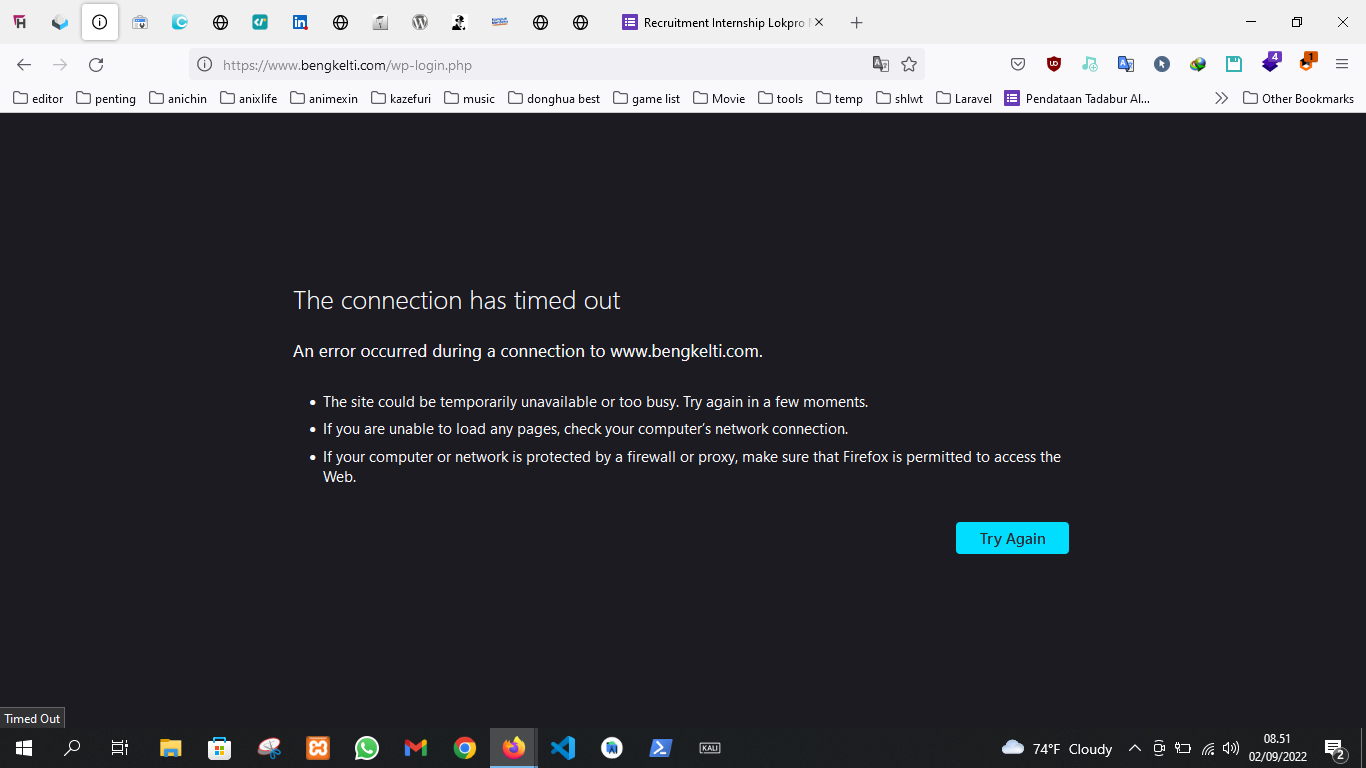 Recruitment Internship Lokpro
https://www.bengkelti.com/wp-login.php
4
1
editor
penting
anichin
anixlife
animexin
kazefuri
music
donghua best
game list
Movie
tools
temp
shlwt
Laravel
Pendataan Tadabur Al...
Other Bookmarks
The connection has timed out
An error occurred during a connection to www.bengkelti.com.
The site could be temporarily unavailable or too busy. Try again in a few moments.
If you are unable to load any pages, check your computer’s network connection.
If your computer or network is protected by a firewall or proxy, make sure that Firefox is permitted to access the
Web.
Try Again
Timed Out
KALI
74°F Cloudy
08.51
02/09/2022
2